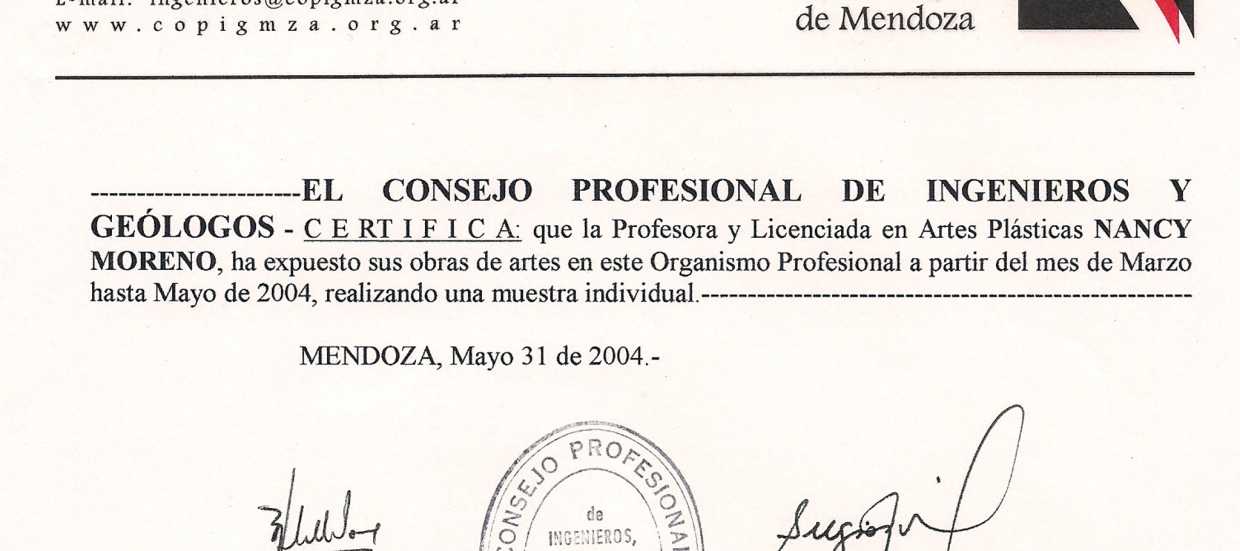 E-mail: ingenieros@copigmza.org.ar
www.copigmza.org.ar
de Mendoza
-----------------------EL CONSEJO PROFESIONAL DE INGENIEROS Y
GEÓLOGOS - C E RT I F I C A: que la Profesora y Licenciada en Artes Plásticas NANCY
MORENO, ha expuesto sus obras de artes en este Organismo Profesional a partir del mes de Marzo
hasta Mayo de 2004, realizando una muestra individual.------------------------------------------------------
MENDOZA, Mayo 31 de 2004.-
CONSEJO PROFESIONAL
de
INGENIEROS,